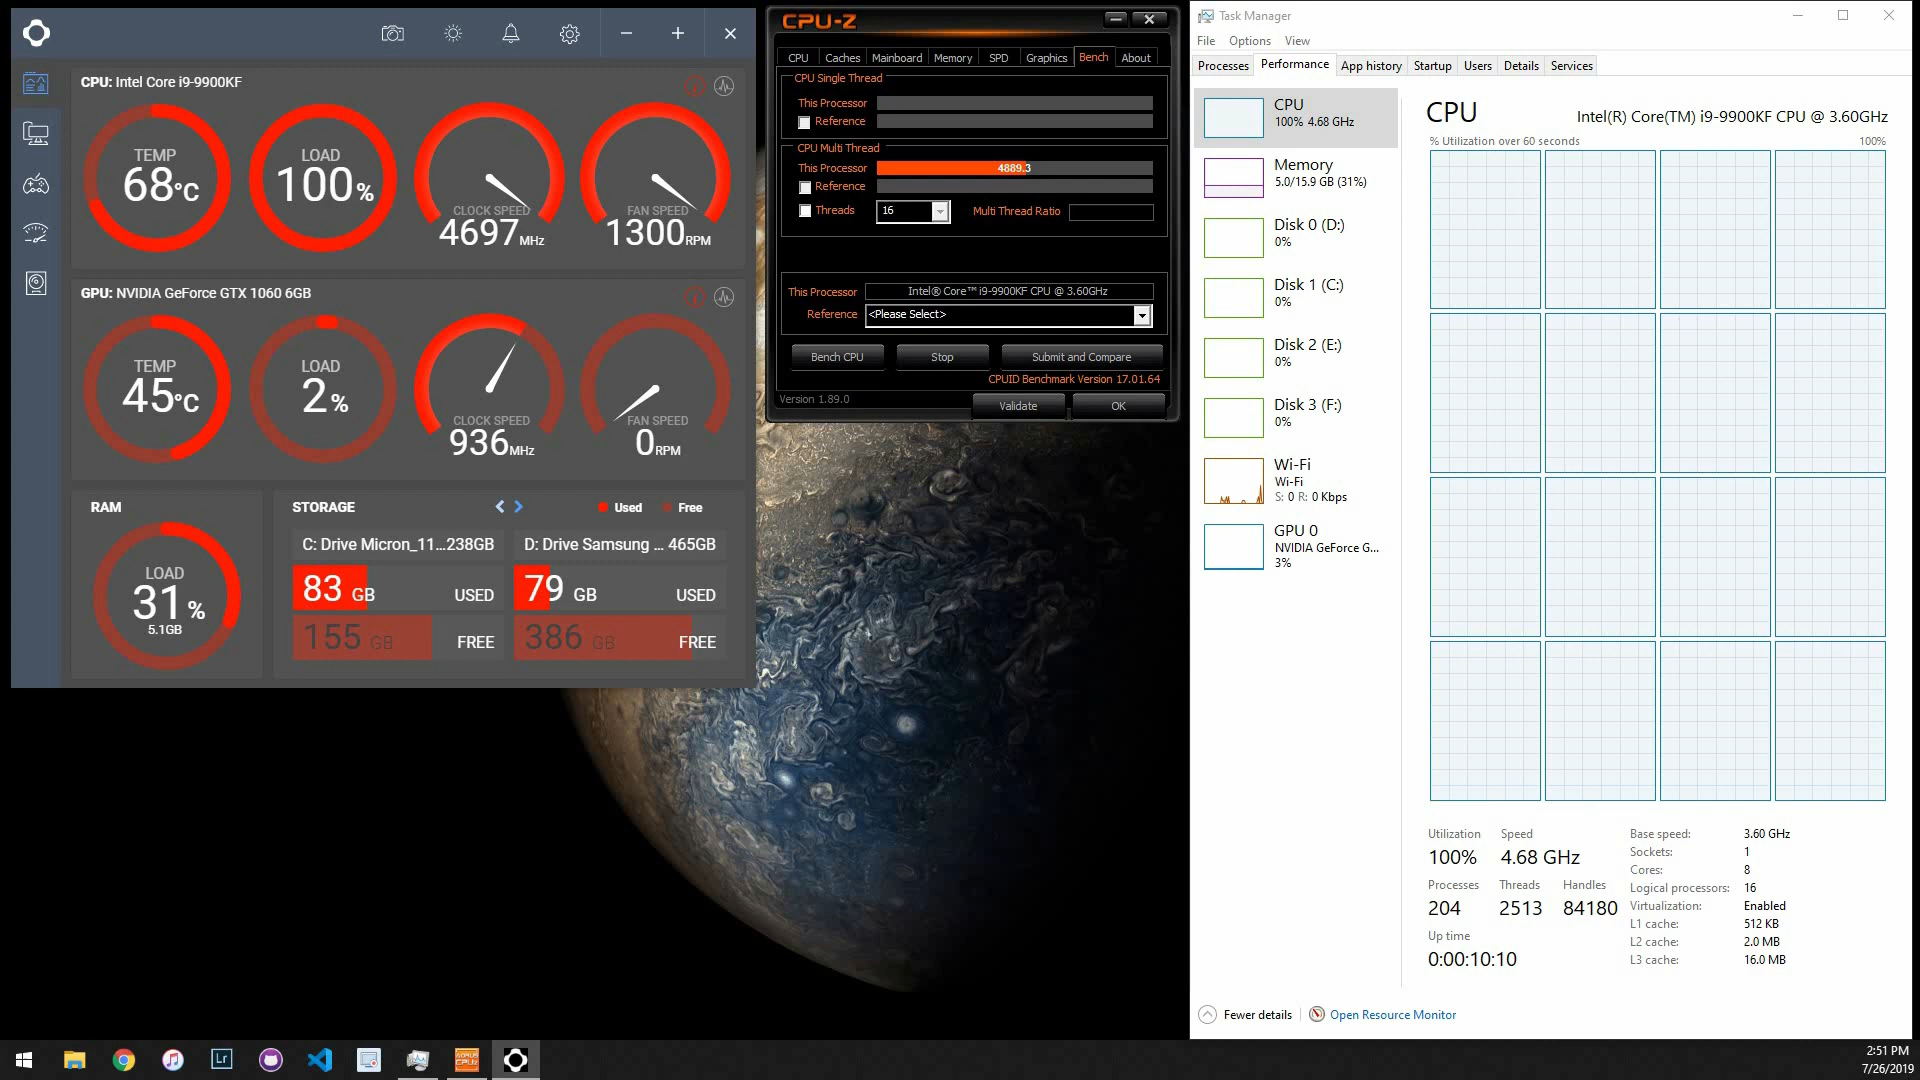 CPU: Intel Core i9-9900KF
TEMP
68°C
LOAD
100%
CLOCK SPEED
4697MHz
FAN SPEED
1300RPM
GPU: NVIDIA GeForce GTX 1060 6GB
TEMP
45°C
LOAD
2%
CLOCK SPEED
936MHz
FAN SPEED
0RPM
RAM
LOAD
31%
5.1GB
STORAGE
Used
Free
C: Drive Micron_11...238GB
83 GB USED
155 GB FREE
D: Drive Samsung ... 465GB
79 GB USED
386 GB FREE
CPU-Z
CPU Caches Mainboard Memory SPD Graphics Bench About
CPU Single Thread
This Processor
Reference
CPU Multi Thread
This Processor 4889.3
Reference
Threads 16 Multi Thread Ratio
This Processor Intel® Core™ i9-9900KF CPU @ 3.60GHz
Reference <Please Select>
Bench CPU Stop Submit and Compare
CPUID Benchmark Version 17.01.64
Version 1.89.0 Validate OK
Task Manager
File Options View
Processes Performance App history Startup Users Details Services
CPU
100% 4.68 GHz
Memory
5.0/15.9 GB (31%)
Disk 0 (D:)
0%
Disk 1 (C:)
0%
Disk 2 (E:)
0%
Disk 3 (F:)
0%
Wi-Fi
Wi-Fi
S: 0 R: 0 Kbps
GPU 0
NVIDIA GeForce G...
3%
CPU Intel(R) Core(TM) i9-9900KF CPU @ 3.60GHz
% Utilization over 60 seconds 100%
Utilization Speed
100% 4.68 GHz
Processes Threads Handles
204 2513 84180
Up time
0:00:10:10
Base speed: 3.60 GHz
Sockets: 1
Cores: 8
Logical processors: 16
Virtualization: Enabled
L1 cache: 512 KB
L2 cache: 2.0 MB
L3 cache: 16.0 MB
Fewer details Open Resource Monitor
Lr
2:51 PM
7/26/2019